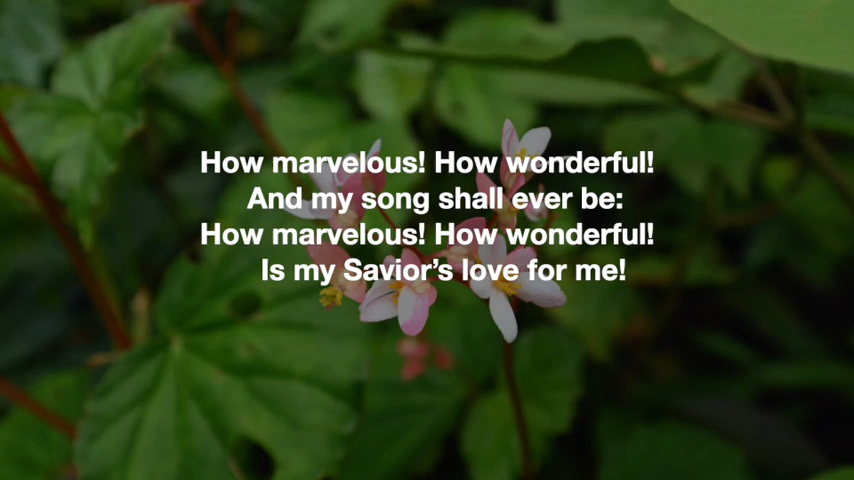 How marvelous! How wonderful!
And my song shall ever be:
How marvelous! How wonderful!
Is my Savior’s love for me!